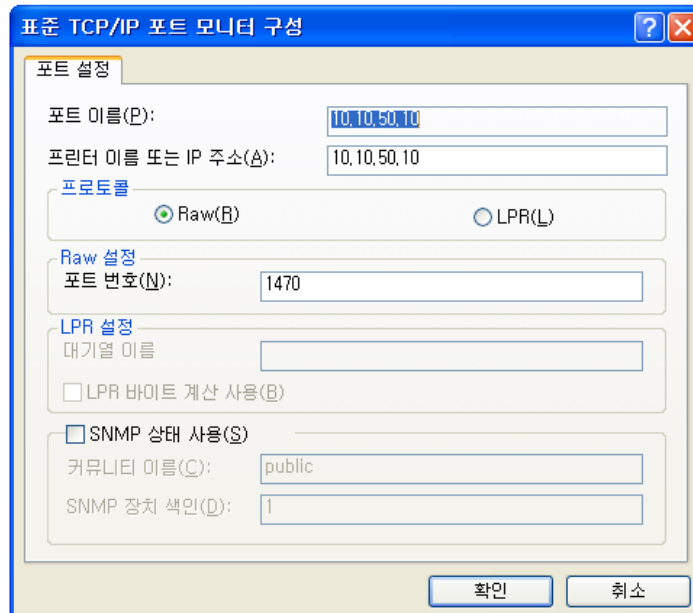 표준 TCP/IP 포트 모니터 구성
포트 설정
포트 이름(P): 10,10,50,10
프린터 이름 또는 IP 주소(A): 10,10,50,10
프로토콜
Raw(R) LPR(L)
Raw 설정
포트 번호(N): 1470
LPR 설정
대기열 이름
LPR 바이트 계산 사용(B)
SNMP 상태 사용(S)
커뮤니티 이름(C): public
SNMP 장치 색인(D): 1
확인 취소